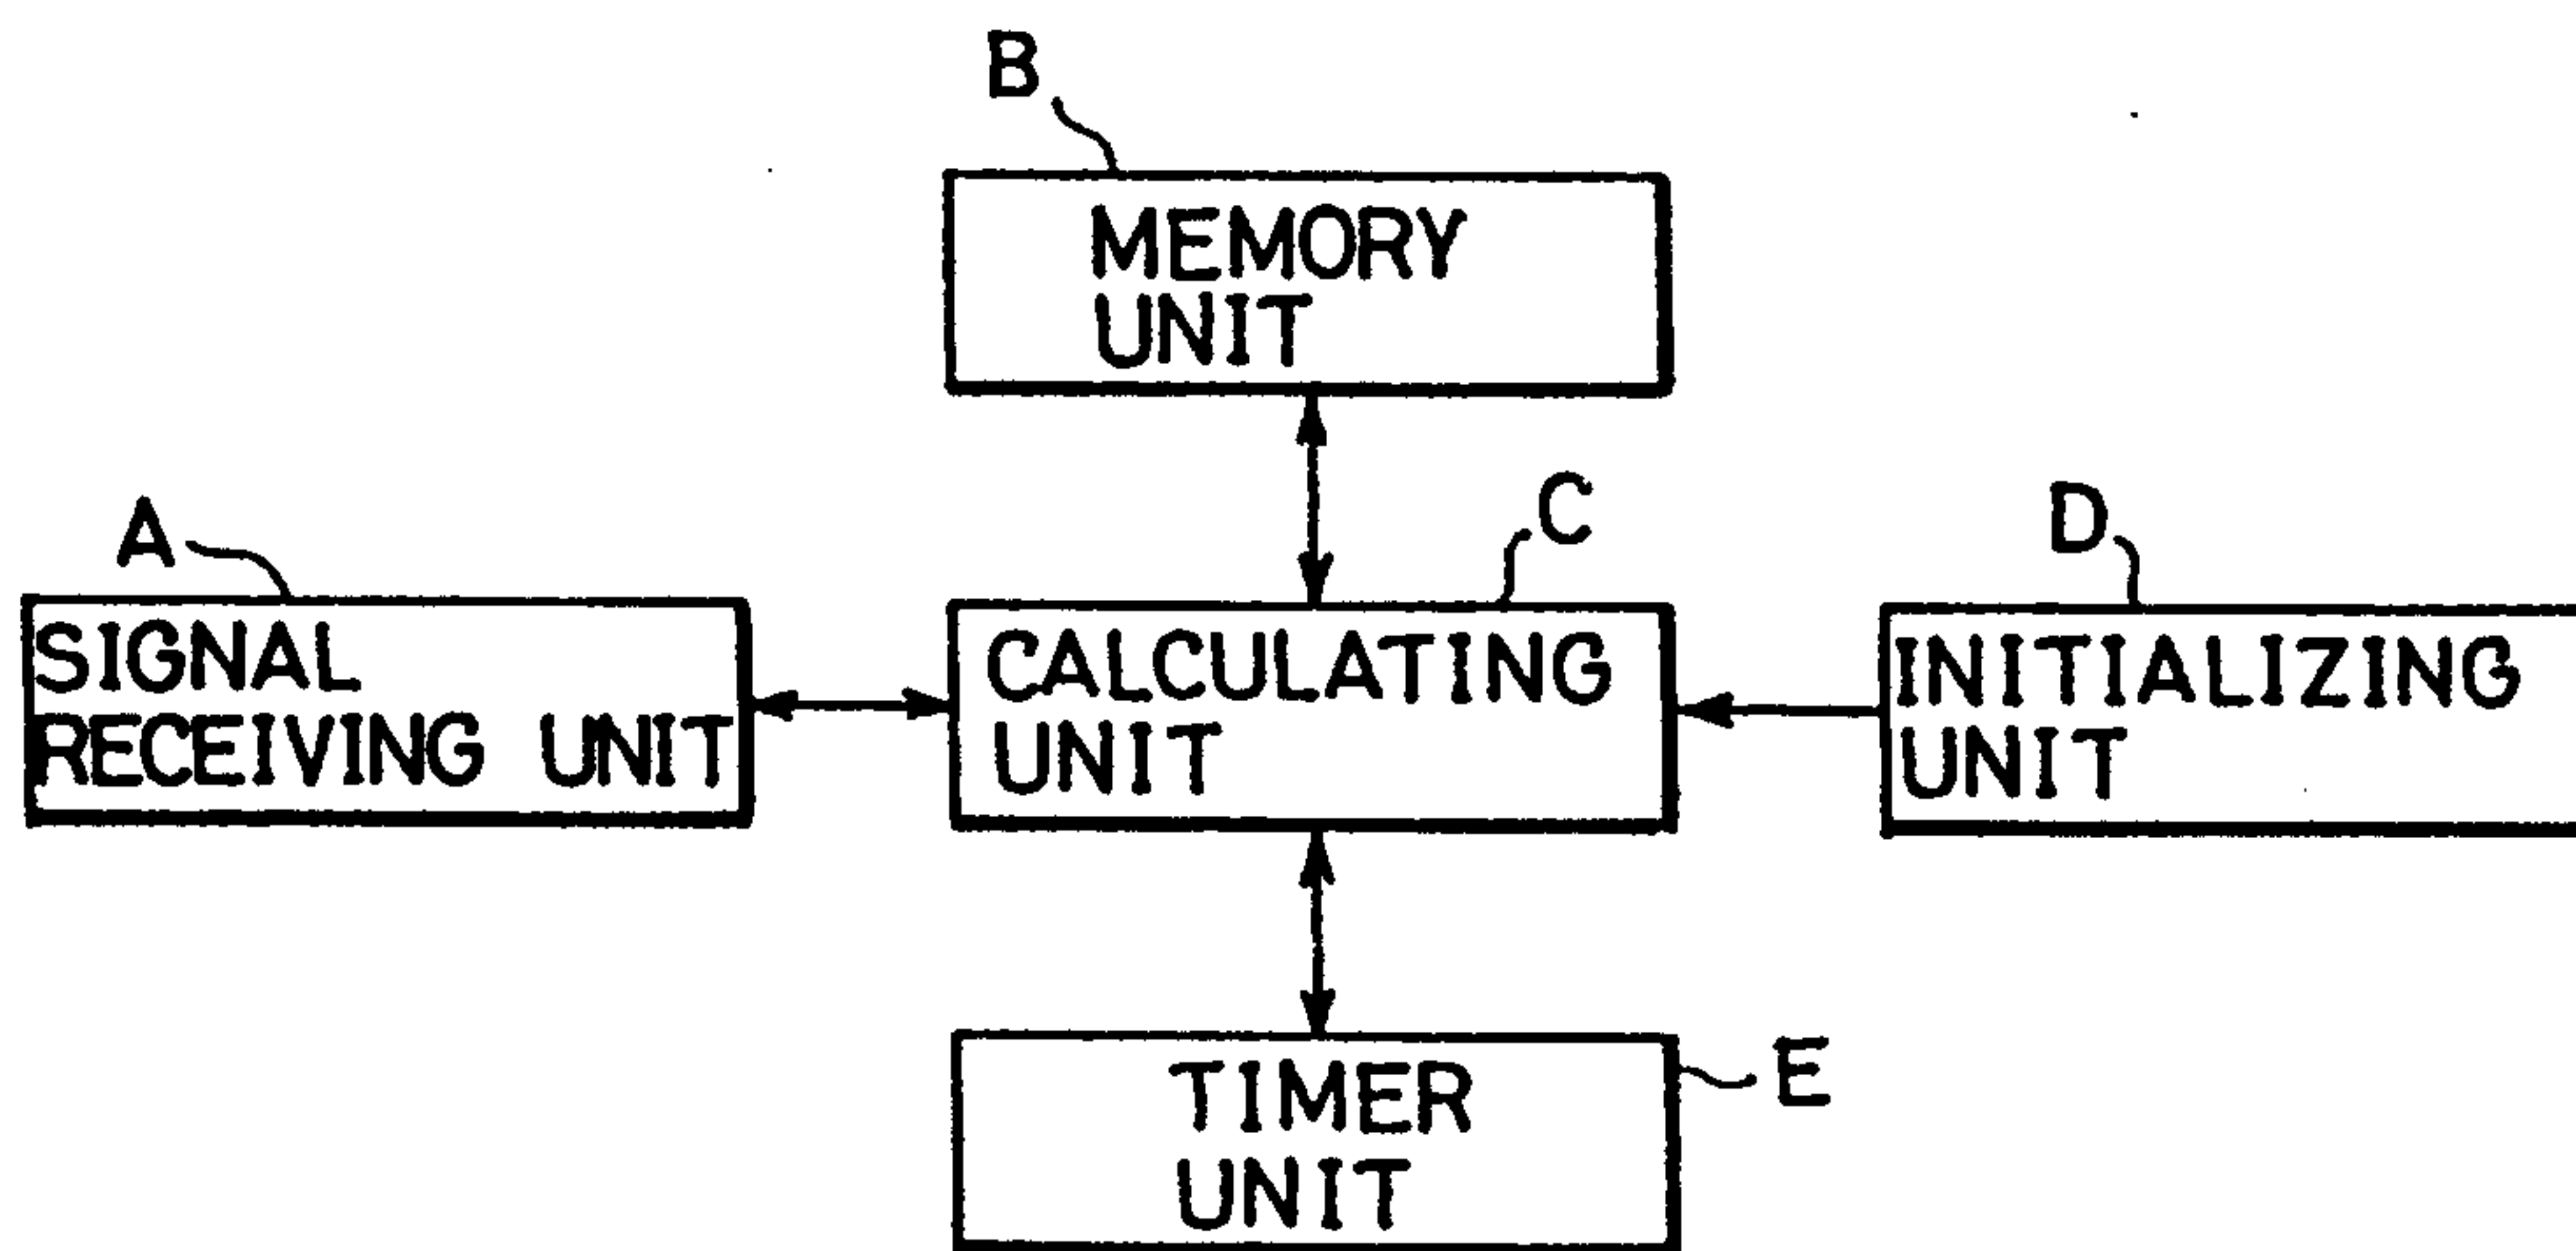 B
MEMORY
UNIT
A
C
D
SIGNAL
RECEIVING UNIT
CALCULATING
UNIT
INITIALIZING
UNIT
TIMER
UNIT
E